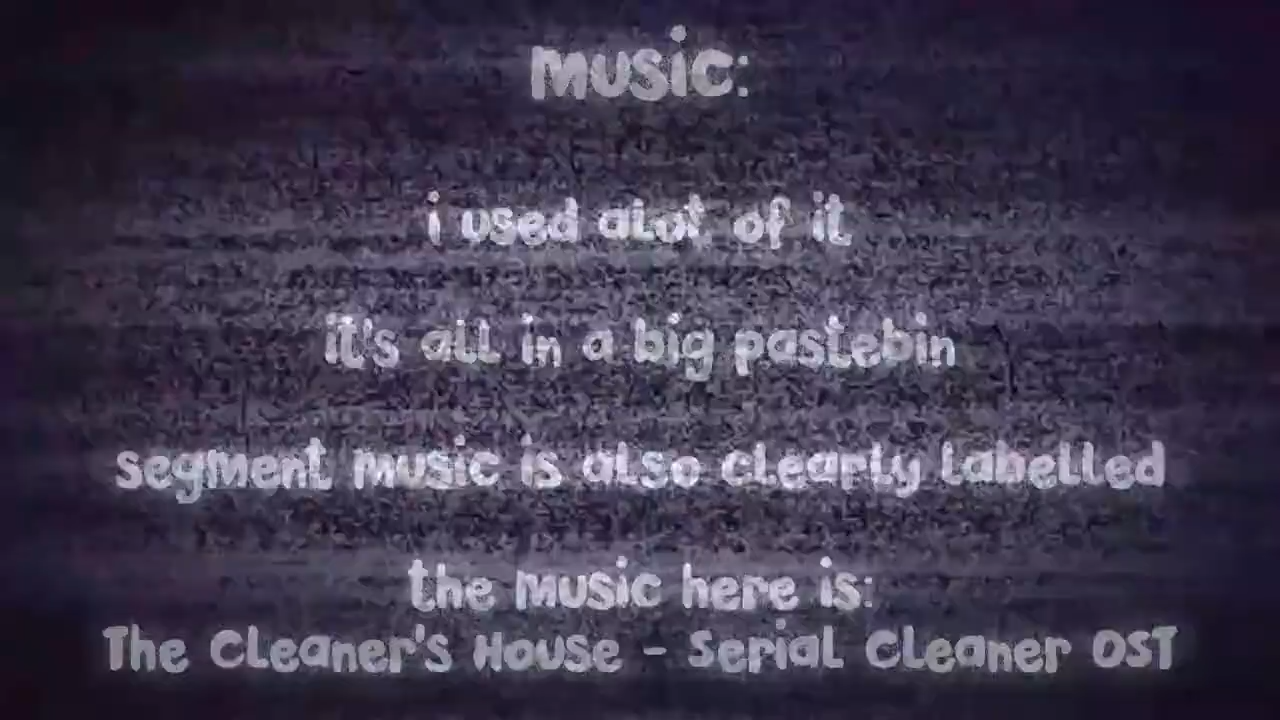 music:
i used alot of it
it's all in a big pastebin
segment music is also clearly labelled
the music here is:
The Cleaner's House - Serial Cleaner OST